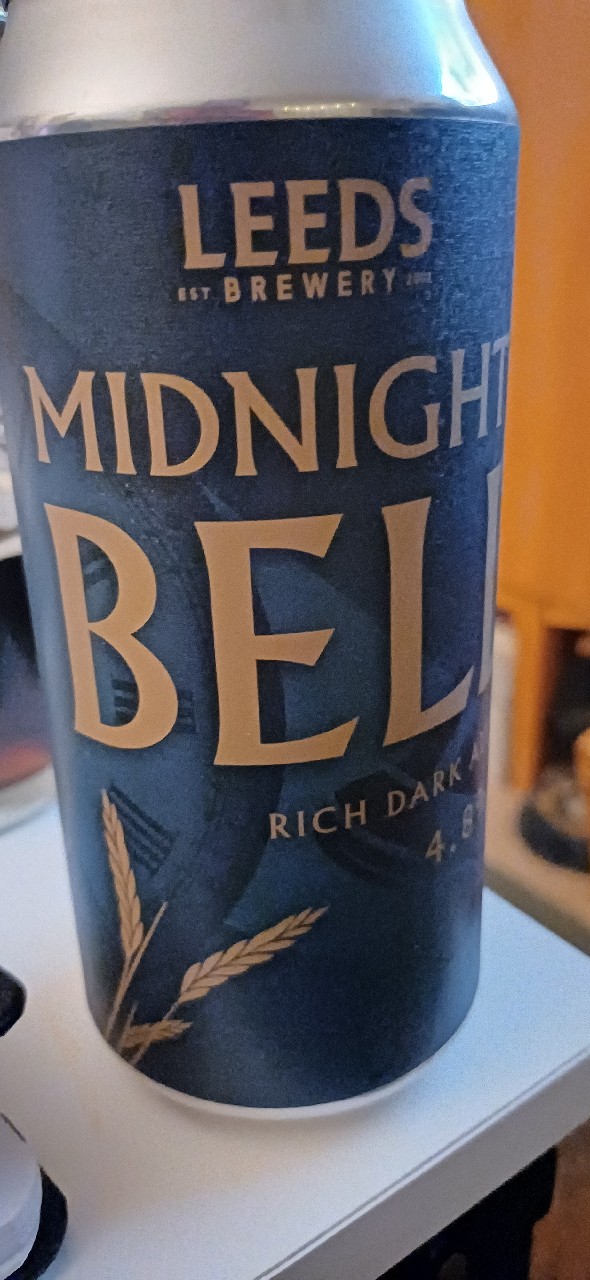 LEEDS
EST BREWERY
MIDNIGHT
BEL
RICH DARK
4.8